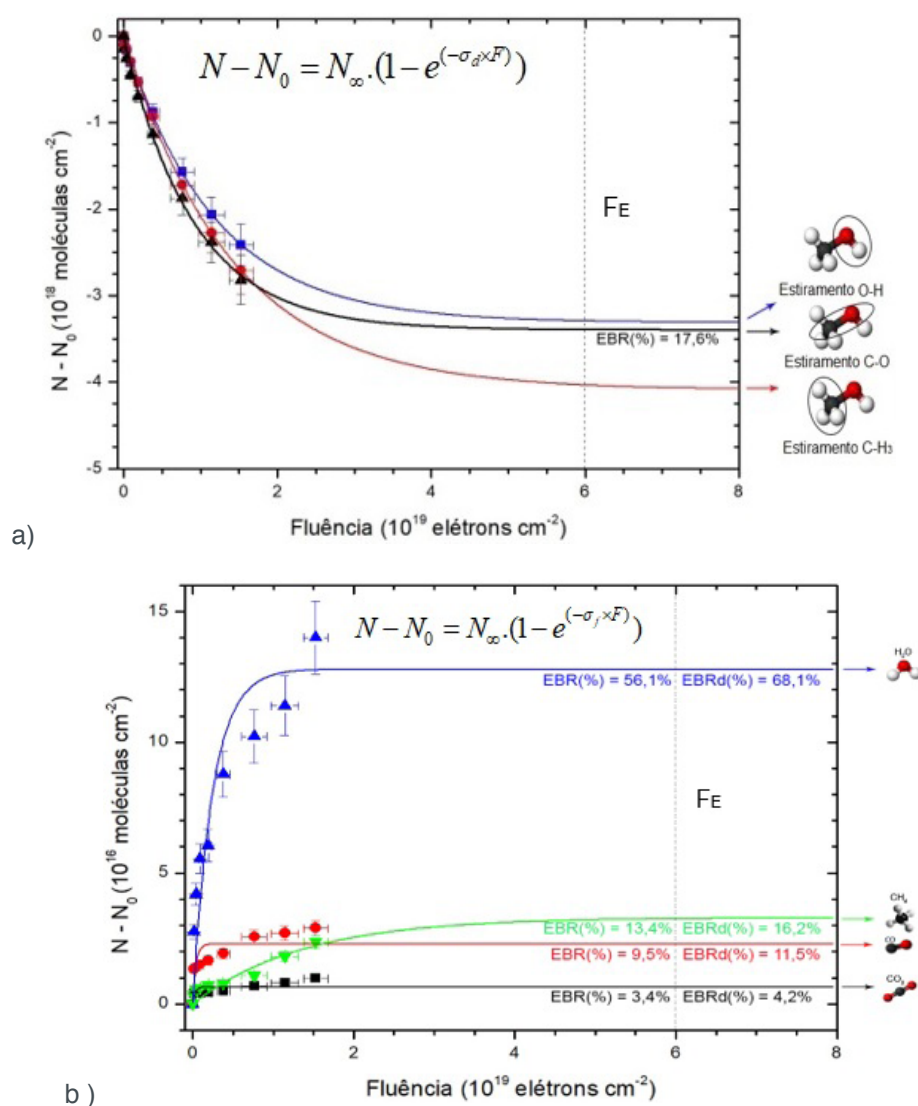 0
-1
-2
-3
-4
-5
N - N₀ (10¹⁸ moléculas cm⁻²)
N − N₀ = N∞.(1−e^(−σd×F))
FE
EBR(%) = 17,6%
Estiramento O-H
Estiramento C-O
Estiramento C-H₃
0 2 4 6 8
Fluência (10¹⁹ elétrons cm⁻²)
a)
15
10
5
0
N - N₀ (10¹⁶ moléculas cm⁻²)
N − N₀ = N∞.(1−e^(−σf×F))
H₂O
EBR(%) = 56,1% EBRd(%) = 68,1%
FE
CH₄
EBR(%) = 13,4% EBRd(%) = 16,2%
CO
EBR(%) = 9,5% EBRd(%) = 11,5%
CO₂
EBR(%) = 3,4% EBRd(%) = 4,2%
0 2 4 6 8
Fluência (10¹⁹ elétrons cm⁻²)
b )